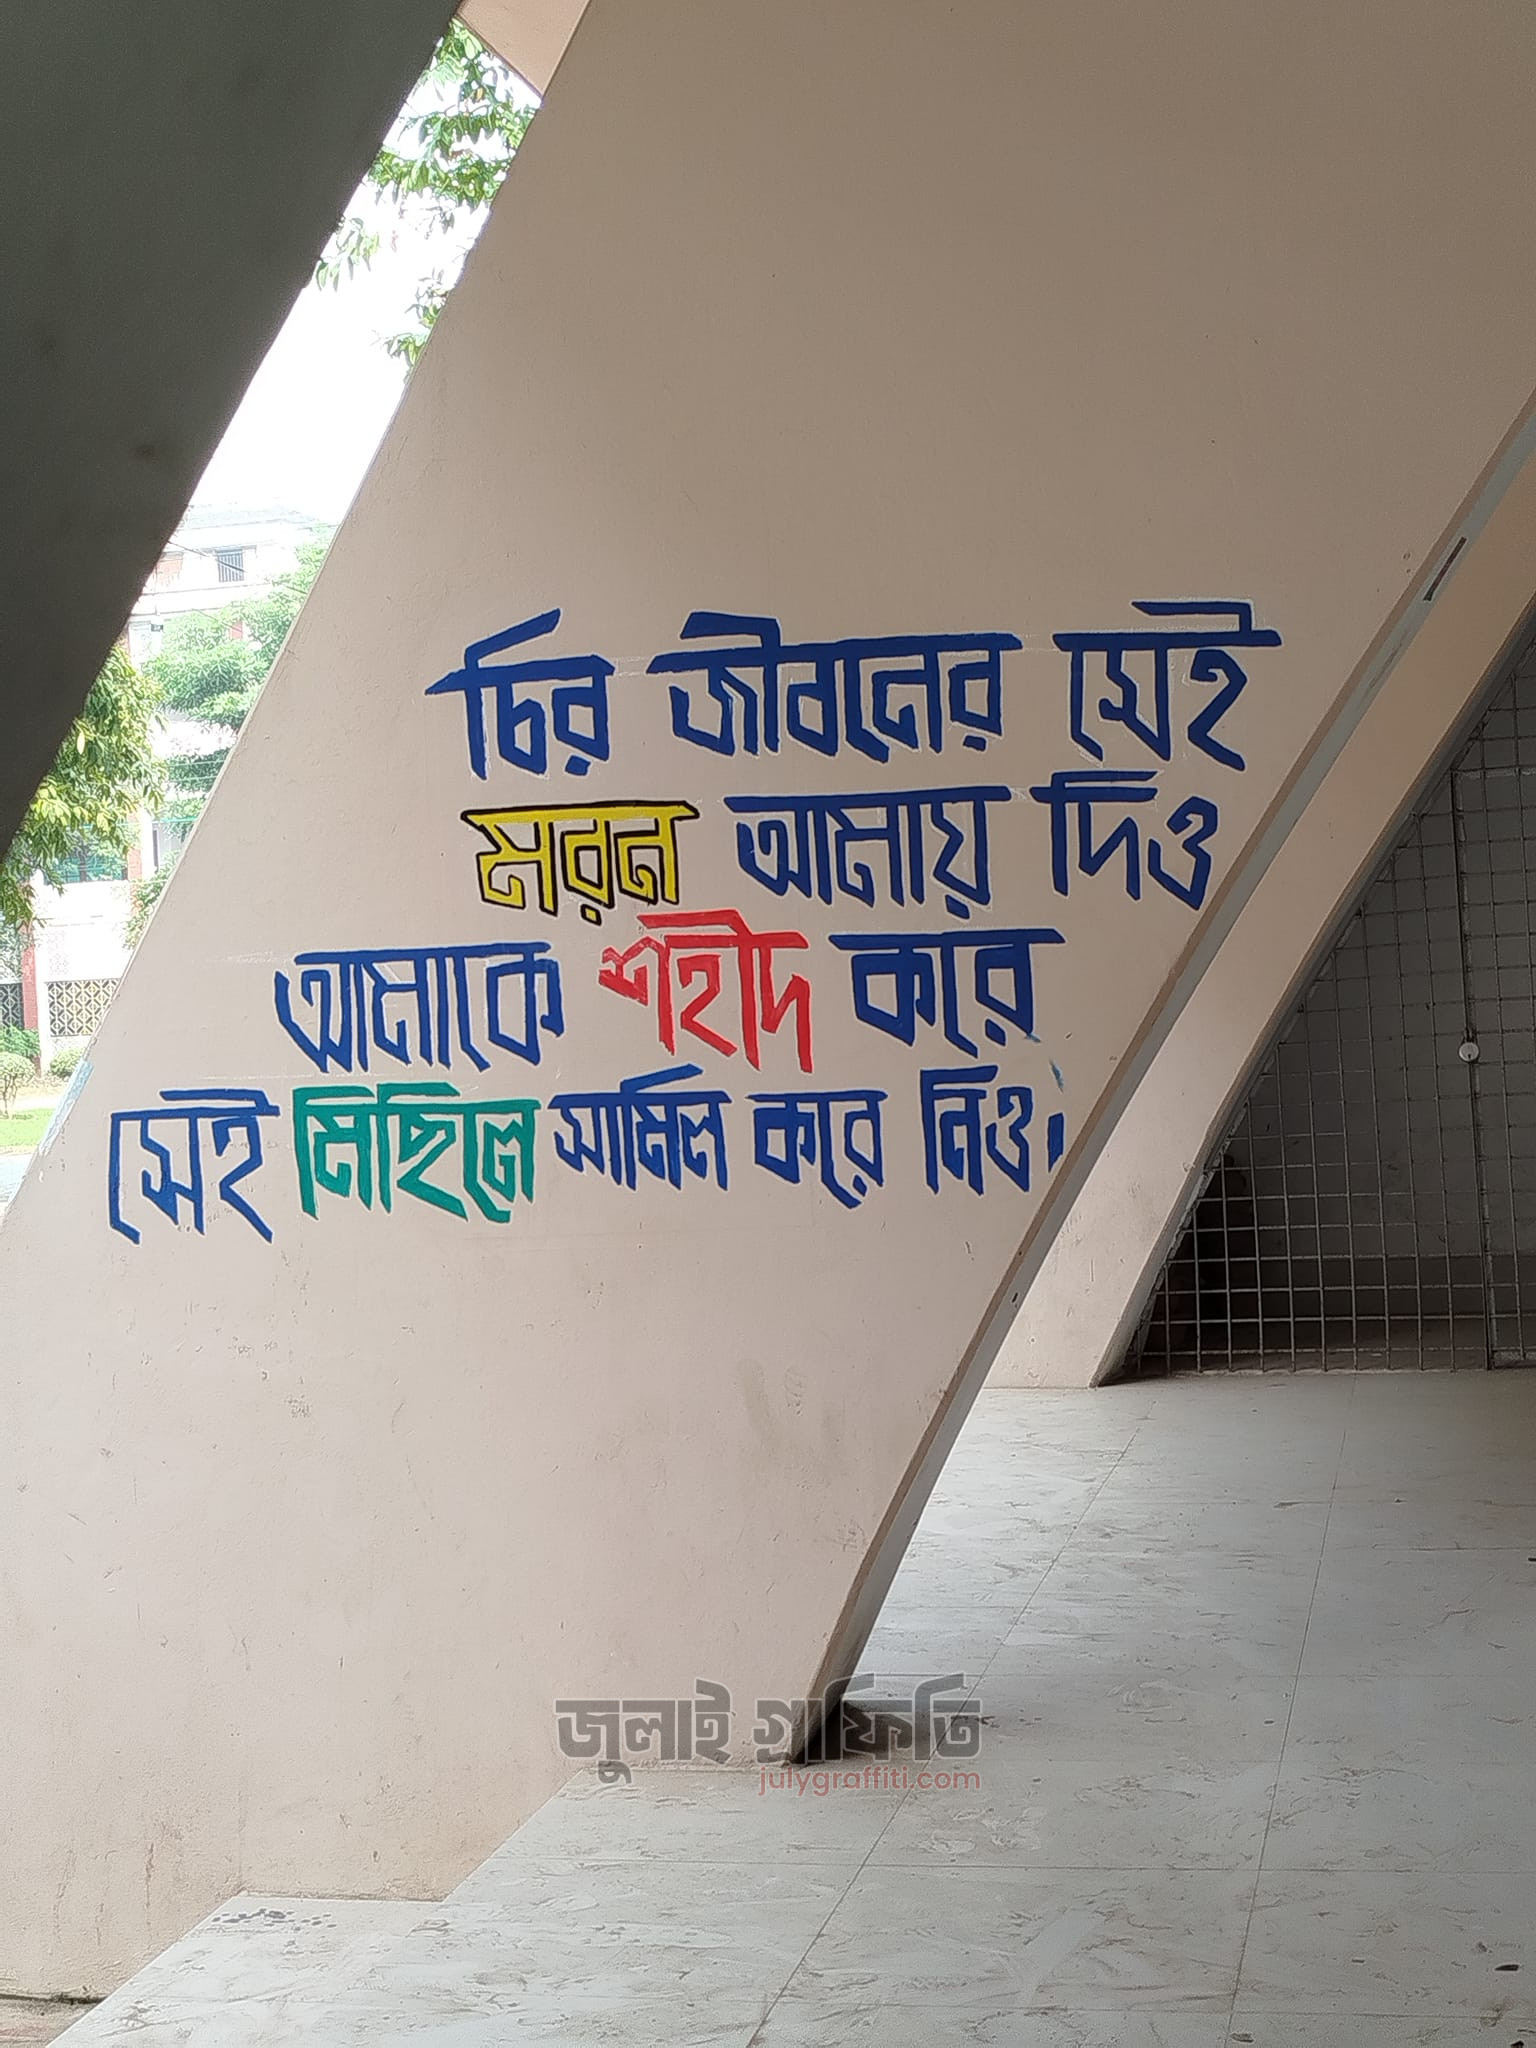 চির জীবনের সেই
মরন আমায় দিও
আমাকে শহীদ করে
সেই মিছিলে সামিল করে নিও।
জুলাই গ্রাফিতি
julygraffiti.com